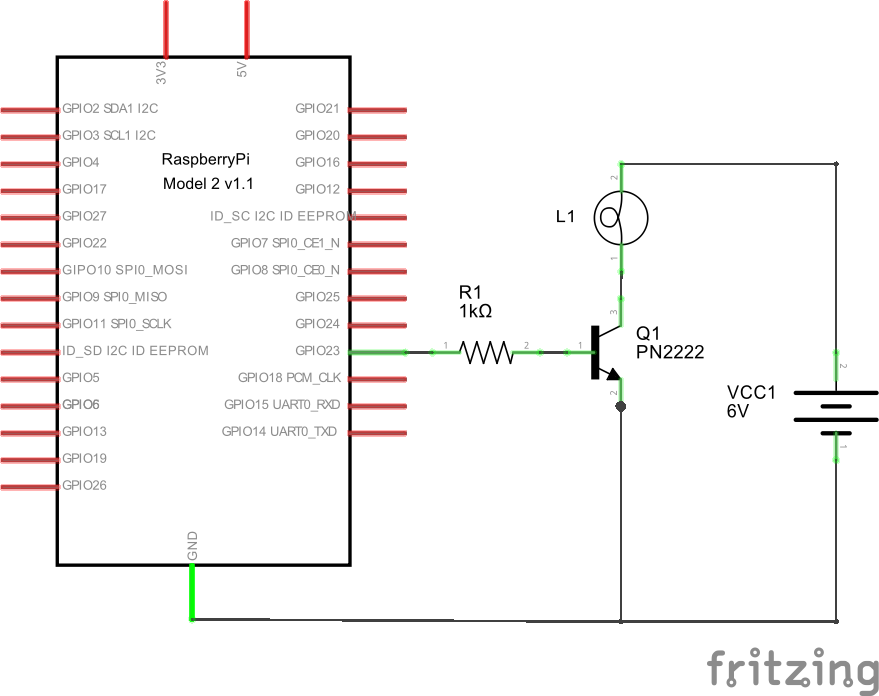 3V3
5V
GPIO2 SDA1 I2C
GPIO3 SCL1 I2C
GPIO4
GPIO17
GPIO27
GPIO22
GIPO10 SPI0_MOSI
GPIO9 SPI0_MISO
GPIO11 SPI0_SCLK
ID_SD I2C ID EEPROM
GPIO5
GPIO6
GPIO13
GPIO19
GPIO26
RaspberryPi
Model 2 v1.1
GPIO21
GPIO20
GPIO16
GPIO12
ID_SC I2C ID EEPROM
GPIO7 SPI0_CE1_N
GPIO8 SPI0_CE0_N
GPIO25
GPIO24
GPIO23
GPIO18 PCM_CLK
GPIO15 UART0_RXD
GPIO14 UART0_TXD
GND
R1
1kΩ
1
2
L1
2
1
3
1
2
Q1
PN2222
VCC1
6V
2
1
fritzing